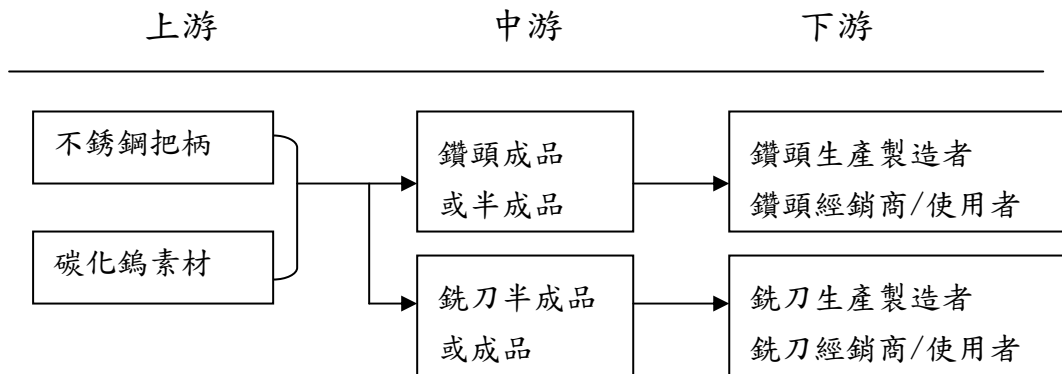 上游
中游
下游
不銹鋼把柄
碳化鎢素材
鑽頭成品
或半成品
銑刀半成品
或成品
鑽頭生產製造者
鑽頭經銷商/使用者
銑刀生產製造者
銑刀經銷商/使用者